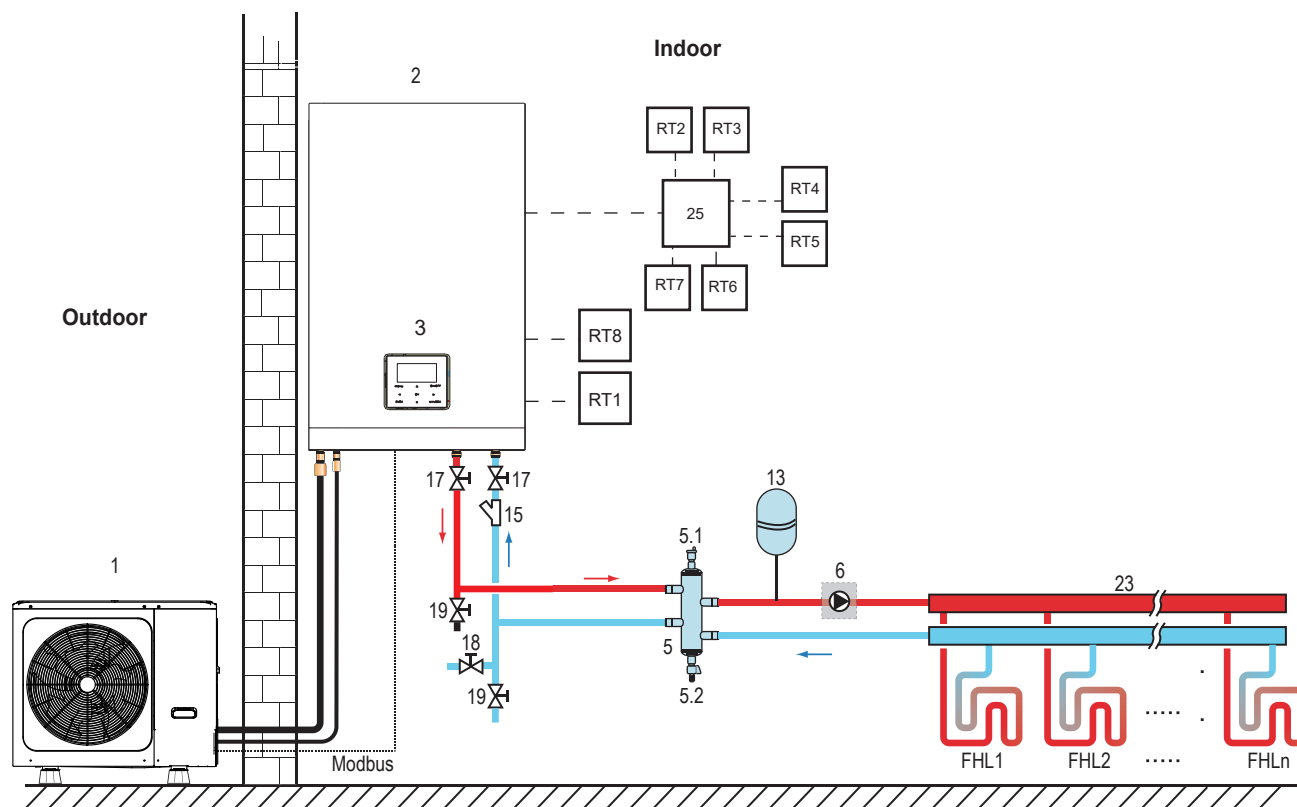 Indoor
2
RT2
RT3
RT4
25
RT5
RT7
RT6
Outdoor
3
RT8
RT1
17
17
13
15
5.1
1
6
23
19
18
5
19
5.2
Modbus
FHL1
FHL2
.....
.....
FHLn